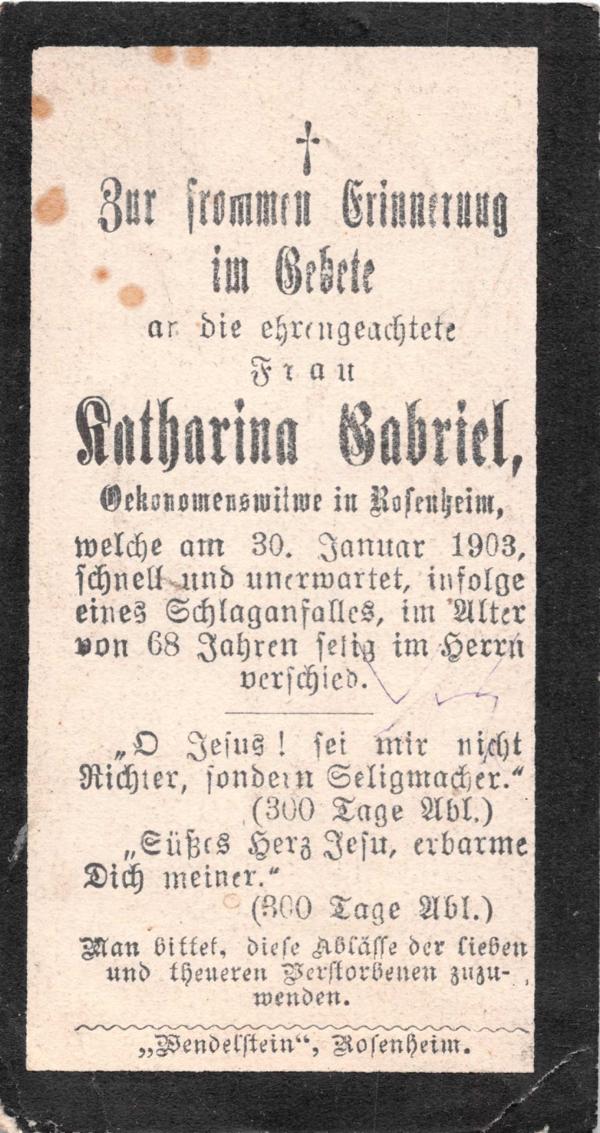 †
Zur frommen Erinnerung
im Gebete
an die ehrengeachtete
Frau
Katharina Gabriel,
Oekonomenswitwe in Rosenheim,
welche am 30. Januar 1903,
schnell und unerwartet, infolge
eines Schlaganfalles, im Alter
von 68 Jahren selig im Herrn
verschied.
„O Jesus! sei mir nicht
Richter, sondern Seligmacher.“
(300 Tage Abl.)
„Süßes Herz Jesu, erbarme
Dich meiner.“
(300 Tage Abl.)
Man bittet, diese Ablässe der lieben
und theueren Verstorbenen zuzu-
wenden.
„Wendelstein“, Rosenheim.